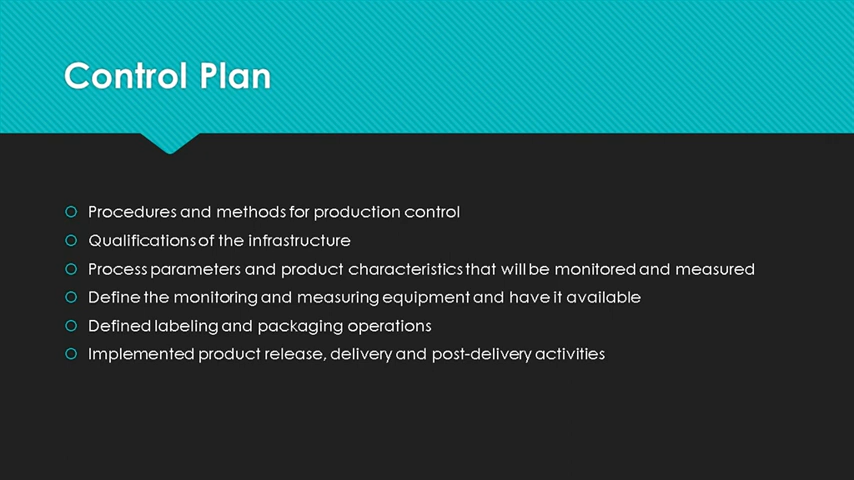 Control Plan
Procedures and methods for production control
Qualifications of the infrastructure
Process parameters and product characteristics that will be monitored and measured
Define the monitoring and measuring equipment and have it available
Defined labeling and packaging operations
Implemented product release, delivery and post-delivery activities